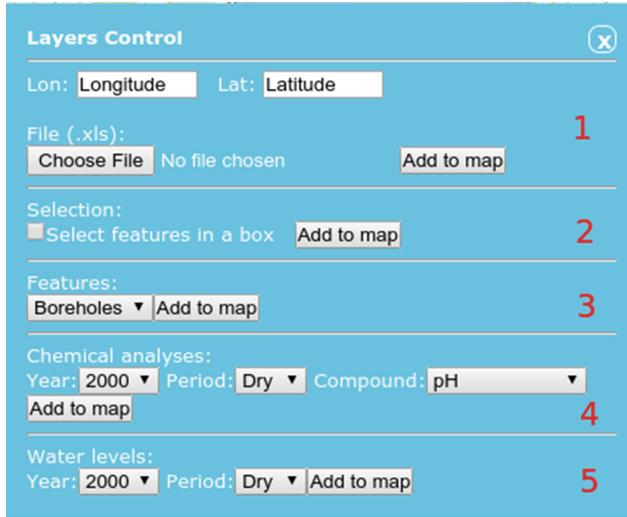 Layers Control x
Lon: Longitude Lat: Latitude
1
File (.xls):
Choose File No file chosen Add to map
Selection:
Select features in a box Add to map 2
Features:
Boreholes ▼ Add to map 3
Chemical analyses:
Year: 2000 ▼ Period: Dry ▼ Compound: pH ▼
Add to map 4
Water levels:
Year: 2000 ▼ Period: Dry ▼ Add to map 5